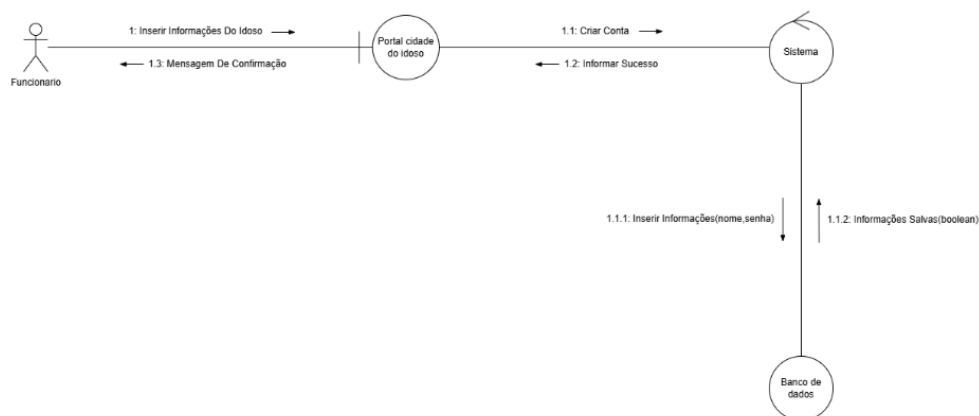 1: Inserir Informações Do Idoso
1.3: Mensagem De Confirmação
Funcionario
Portal cidade
do idoso
1.1: Criar Conta
1.2: Informar Sucesso
Sistema
1.1.1: Inserir Informações(nome,senha)
1.1.2: Informações Salvas(boolean)
Banco de
dados